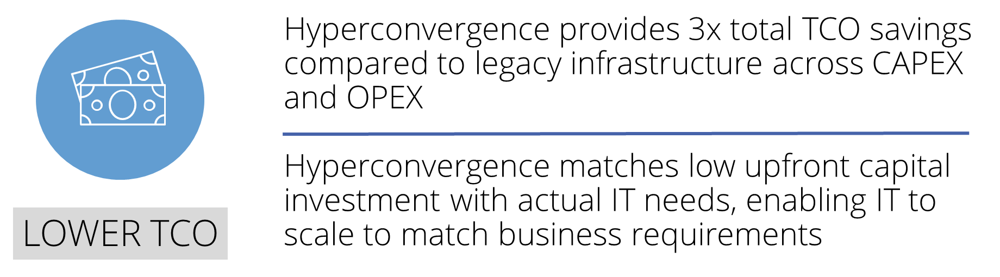 Hyperconvergence provides 3x total TCO savings
compared to legacy infrastructure across CAPEX
and OPEX
Hyperconvergence matches low upfront capital
investment with actual IT needs, enabling IT to
scale to match business requirements
LOWER TCO